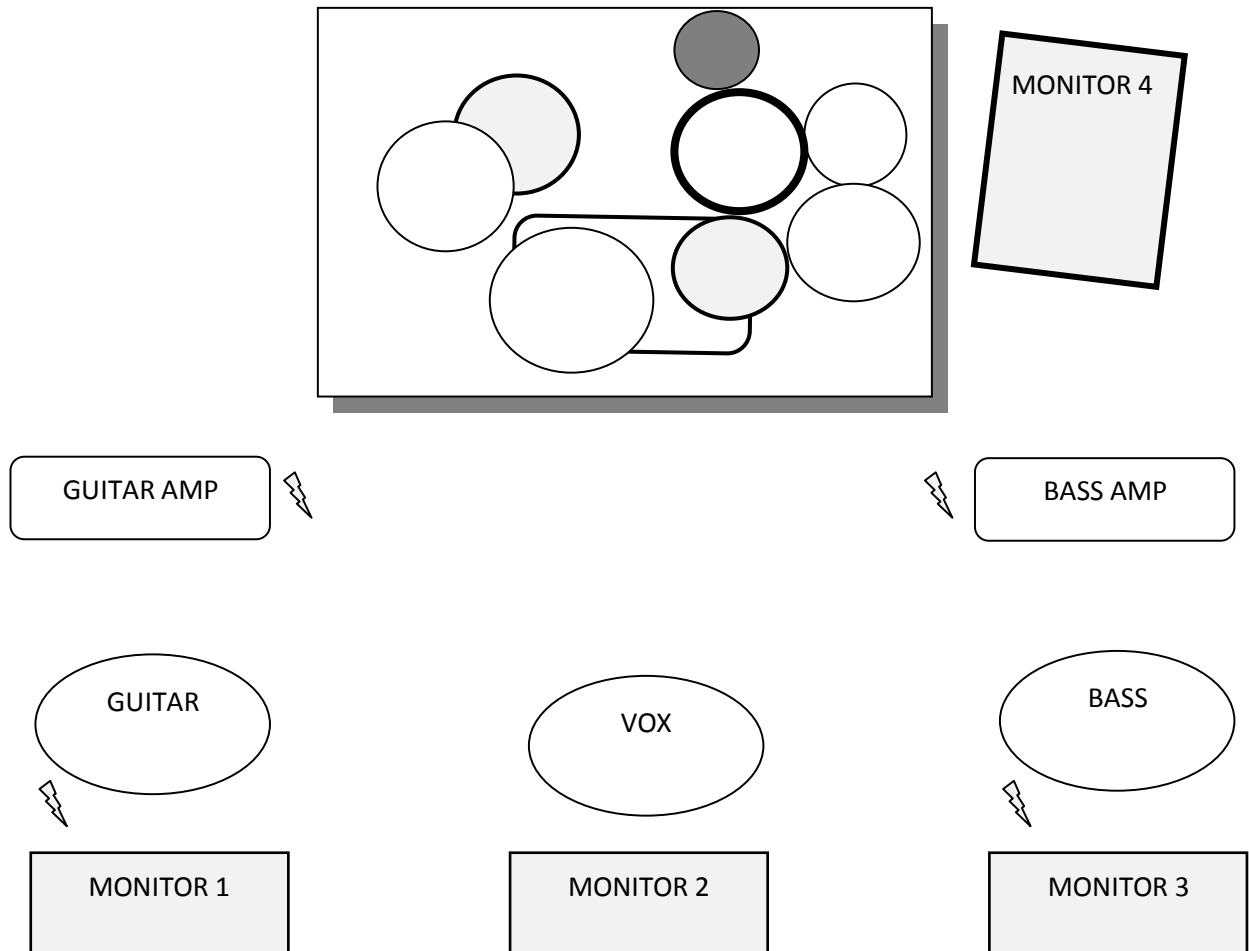 MONITOR 4
GUITAR AMP
BASS AMP
GUITAR
VOX
BASS
MONITOR 1
MONITOR 2
MONITOR 3